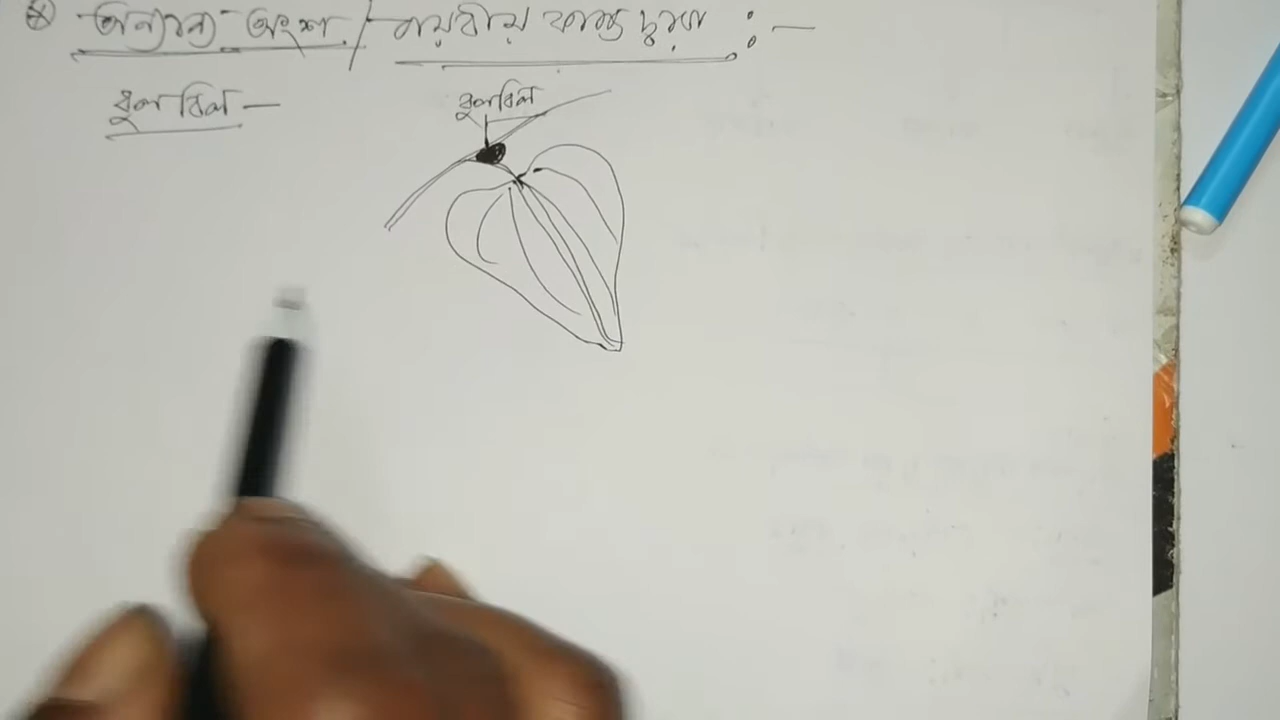 অন্যান্য অংশ / বায়বীয় কান্ড দ্বারা :—
বুলবিল —
বুলবিল